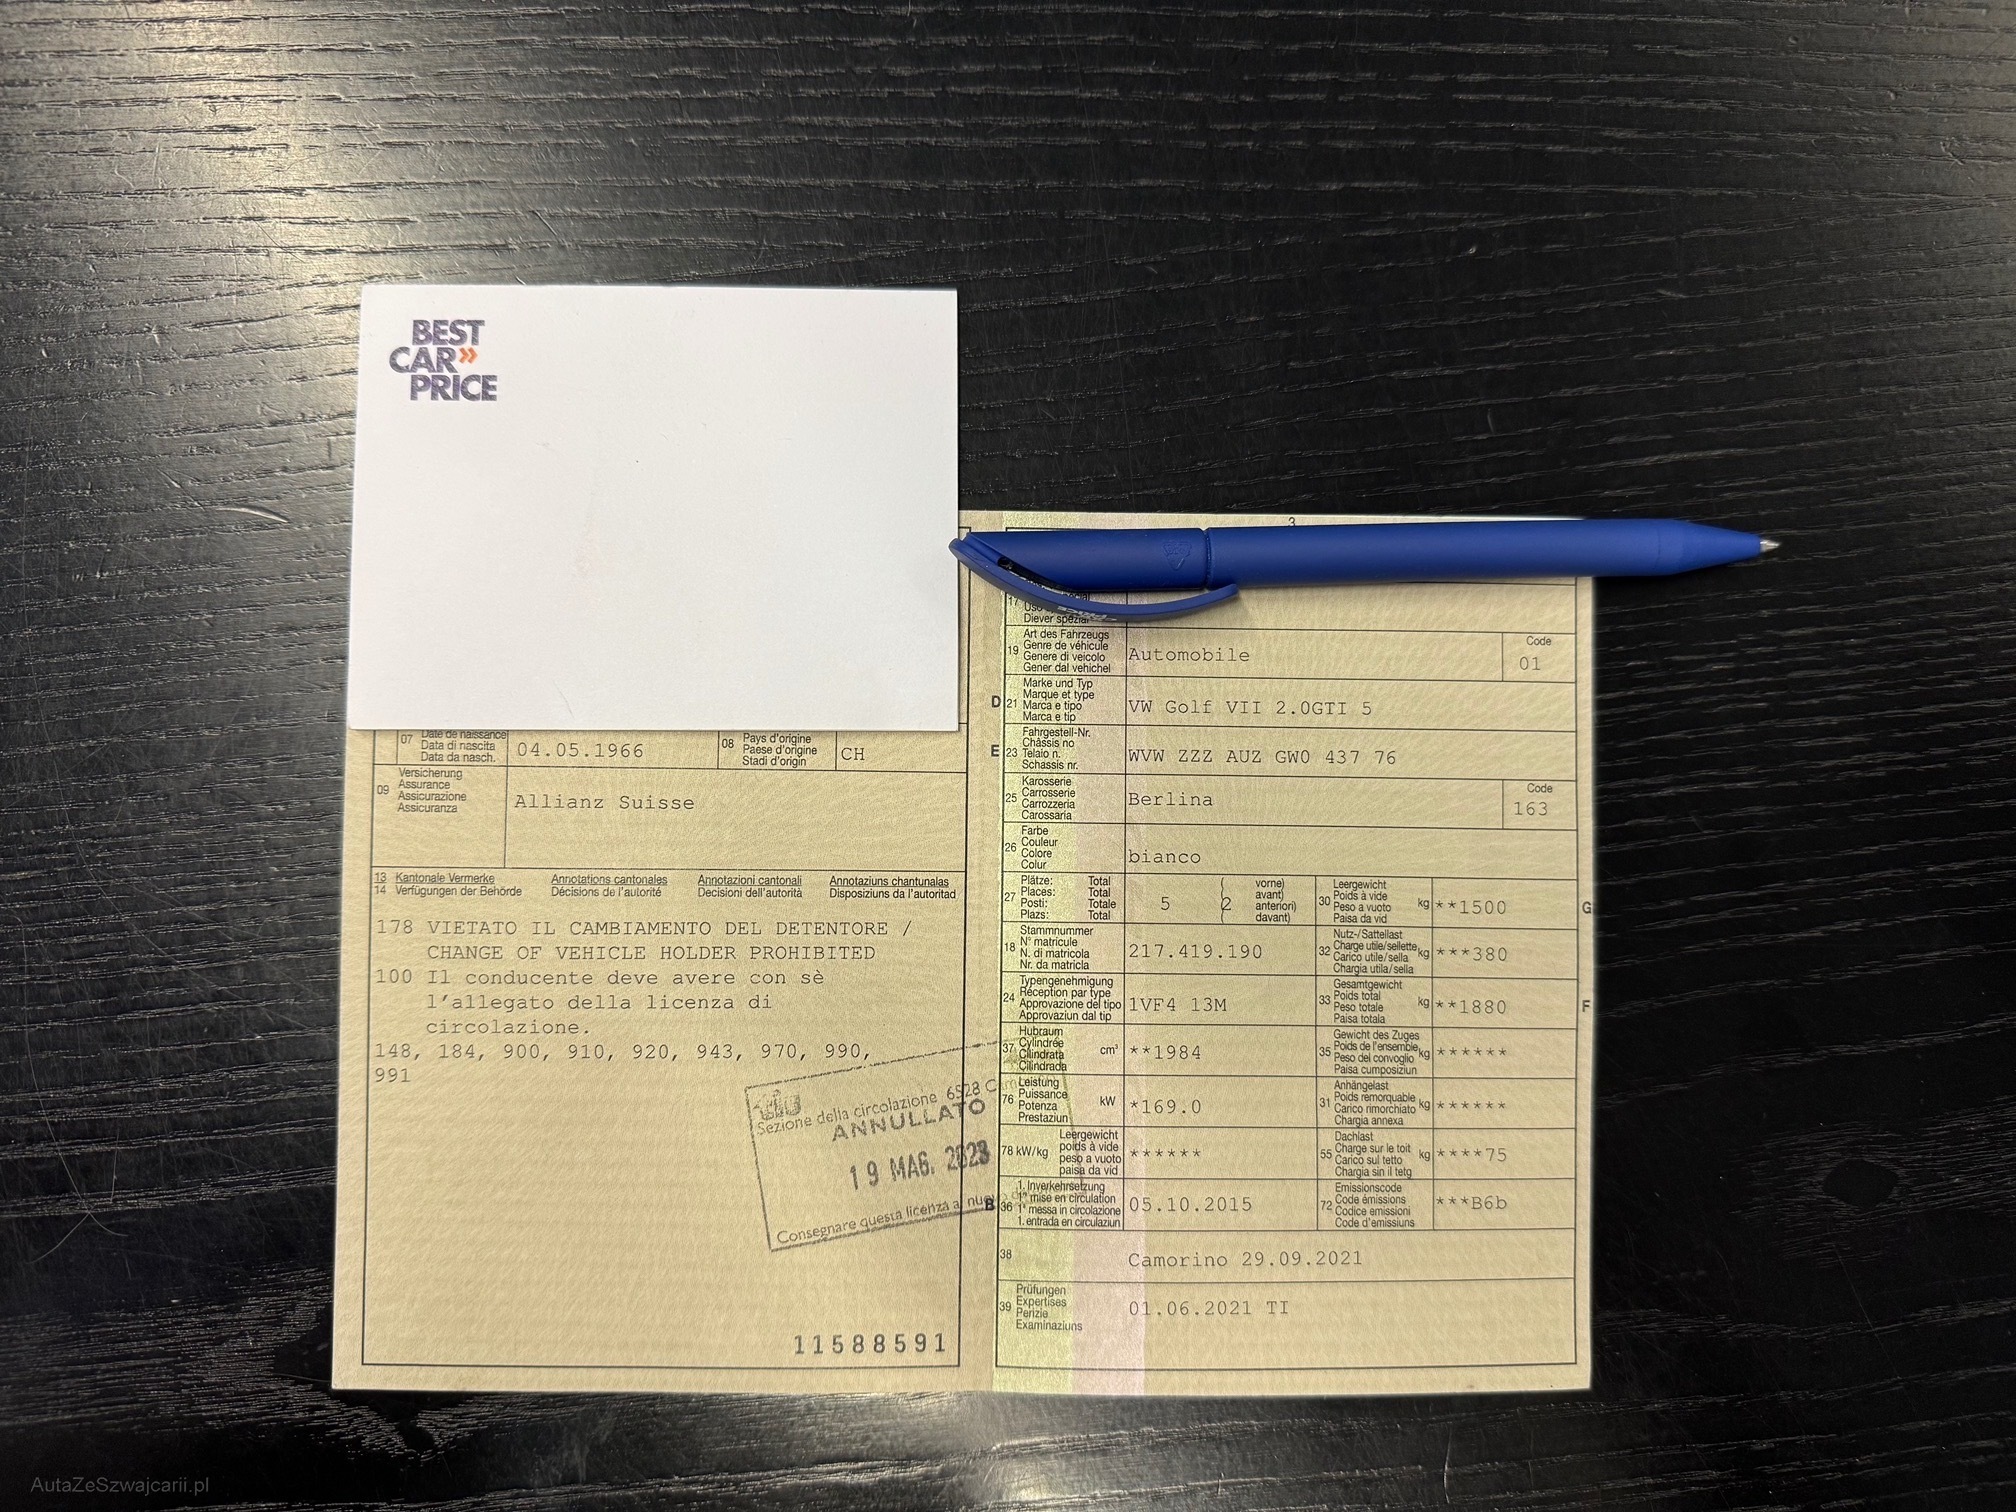 BEST
CAR»
PRICE
07
Date de naissance
Data di nascita
Data da nasch.
04.05.1966
08
Pays d'origine
Paese d'origine
Stadi d'origin
CH
09
Versicherung
Assurance
Assicurazione
Assicuranza
Allianz Suisse
13 Kantonale Vermerke Annotations cantonales Annotazioni cantonali Annotaziuns chantunalas
14 Verfügungen der Behörde Décisions de l'autorité Decisioni dell'autorità Disposiziuns da l'autoritad
178 VIETATO IL CAMBIAMENTO DEL DETENTORE /
CHANGE OF VEHICLE HOLDER PROHIBITED
100 Il conducente deve avere con sè
l'allegato della licenza di
circolazione.
148, 184, 900, 910, 920, 943, 970, 990,
991
Sezione della circolazione 6528
ANNULLATO
19 MAG. 2023
Consegnare questa licenza al
11588591
3
17
Diever spezial
19
Art des Fahrzeugs
Genre de véhicule
Genere di veicolo
Gener dal vehichel
Automobile
Code
01
D 21
Marke und Typ
Marque et type
Marca e tipo
Marca e tip
VW Golf VII 2.0GTI 5
E 23
Fahrgestell-Nr.
Châssis no
Telaio n.
Schassis nr.
WVW ZZZ AUZ GW0 437 76
25
Karosserie
Carrosserie
Carrozzeria
Carossaria
Berlina
Code
163
26
Farbe
Couleur
Colore
Colur
bianco
27
Plätze: Total
Places: Total
Posti: Totale
Plazs: Total
5
2
vorne)
avant)
anteriori)
davant)
30
Leergewicht
Poids à vide
Peso a vuoto
Paisa da vid
kg
**1500
G
18
Stammnummer
N° matricule
N. di matricola
Nr. da matricla
217.419.190
32
Nutz-/Sattellast
Charge utile/sellette
Carico utile/sella
Chargia utila/sella
kg
***380
24
Typengenehmigung
Réception par type
Approvazione del tipo
Approvaziun dal tip
1VF4 13M
33
Gesamtgewicht
Poids total
Peso totale
Paisa totala
kg
**1880
F
37
Hubraum
Cylindrée
Cilindrata
Cilindrada
cm³
**1984
35
Gewicht des Zuges
Poids de l'ensemble
Peso del convoglio
Paisa cumposiziun
kg
******
76
Leistung
Puissance
Potenza
Prestaziun
kW
*169.0
31
Anhängelast
Poids remorquable
Carico rimorchiato
Chargia annexa
kg
******
78 kW/kg
Leergewicht
poids à vide
peso a vuoto
paisa da vid
******
55
Dachlast
Charge sur le toit
Carico sul tetto
Chargia sin il tetg
kg
****75
B 36
1. Inverkehrsetzung
1re mise en circulation
1a messa in circolazione
1. entrada en circulaziun
05.10.2015
72
Emissionscode
Code émissions
Codice emissioni
Code d'emissiuns
***B6b
38
Camorino 29.09.2021
39
Prüfungen
Expertises
Perizie
Examinaziuns
01.06.2021 TI
AutaZeSzwajcarii.pl